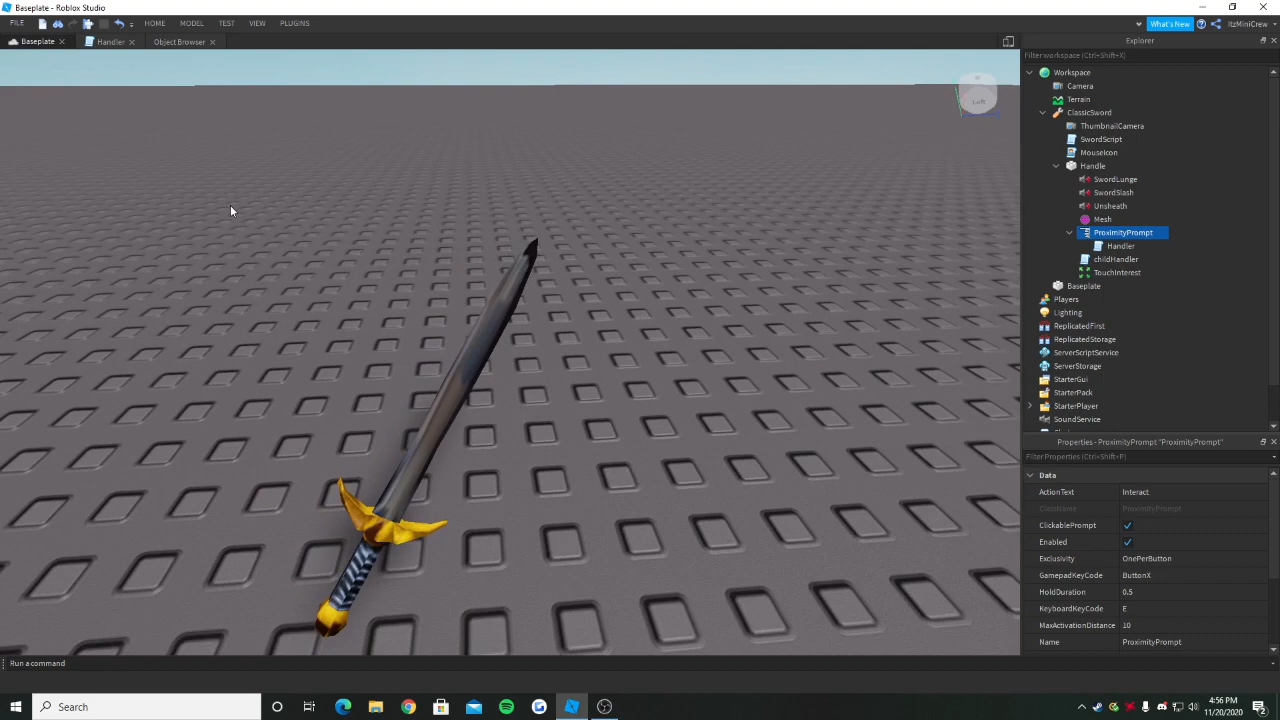 Baseplate - Roblox Studio
FILE HOME MODEL TEST VIEW PLUGINS What's New ItzMiniCrew
Baseplate Handler Object Browser
Explorer
Filter workspace (Ctrl+Shift+X)
Workspace
Camera
Terrain
ClassicSword
ThumbnailCamera
SwordScript
MouseIcon
Handle
SwordLunge
SwordSlash
Unsheath
Mesh
ProximityPrompt
Handler
childHandler
TouchInterest
Baseplate
Players
Lighting
ReplicatedFirst
ReplicatedStorage
ServerScriptService
ServerStorage
StarterGui
StarterPack
StarterPlayer
SoundService
Left
Properties - ProximityPrompt "ProximityPrompt"
Filter Properties (Ctrl+Shift+P)
Data
ActionText Interact
ClassName ProximityPrompt
ClickablePrompt
Enabled
Exclusivity OnePerButton
GamepadKeyCode ButtonX
HoldDuration 0.5
KeyboardKeyCode E
MaxActivationDistance 10
Name ProximityPrompt
Run a command
Search
4:56 PM
11/20/2020
2